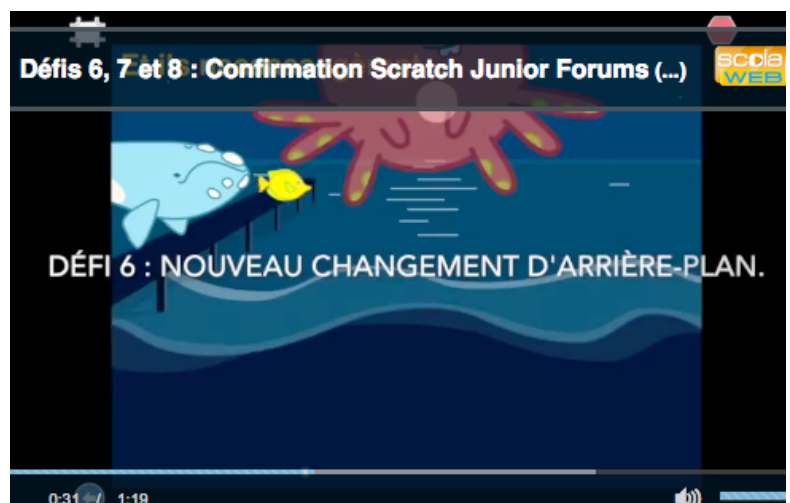 Défis 6, 7 et 8 : Confirmation Scratch Junior Forums (...)
scola
WEB
DÉFI 6 : NOUVEAU CHANGEMENT D'ARRIÈRE-PLAN.
0:31 / 1:19